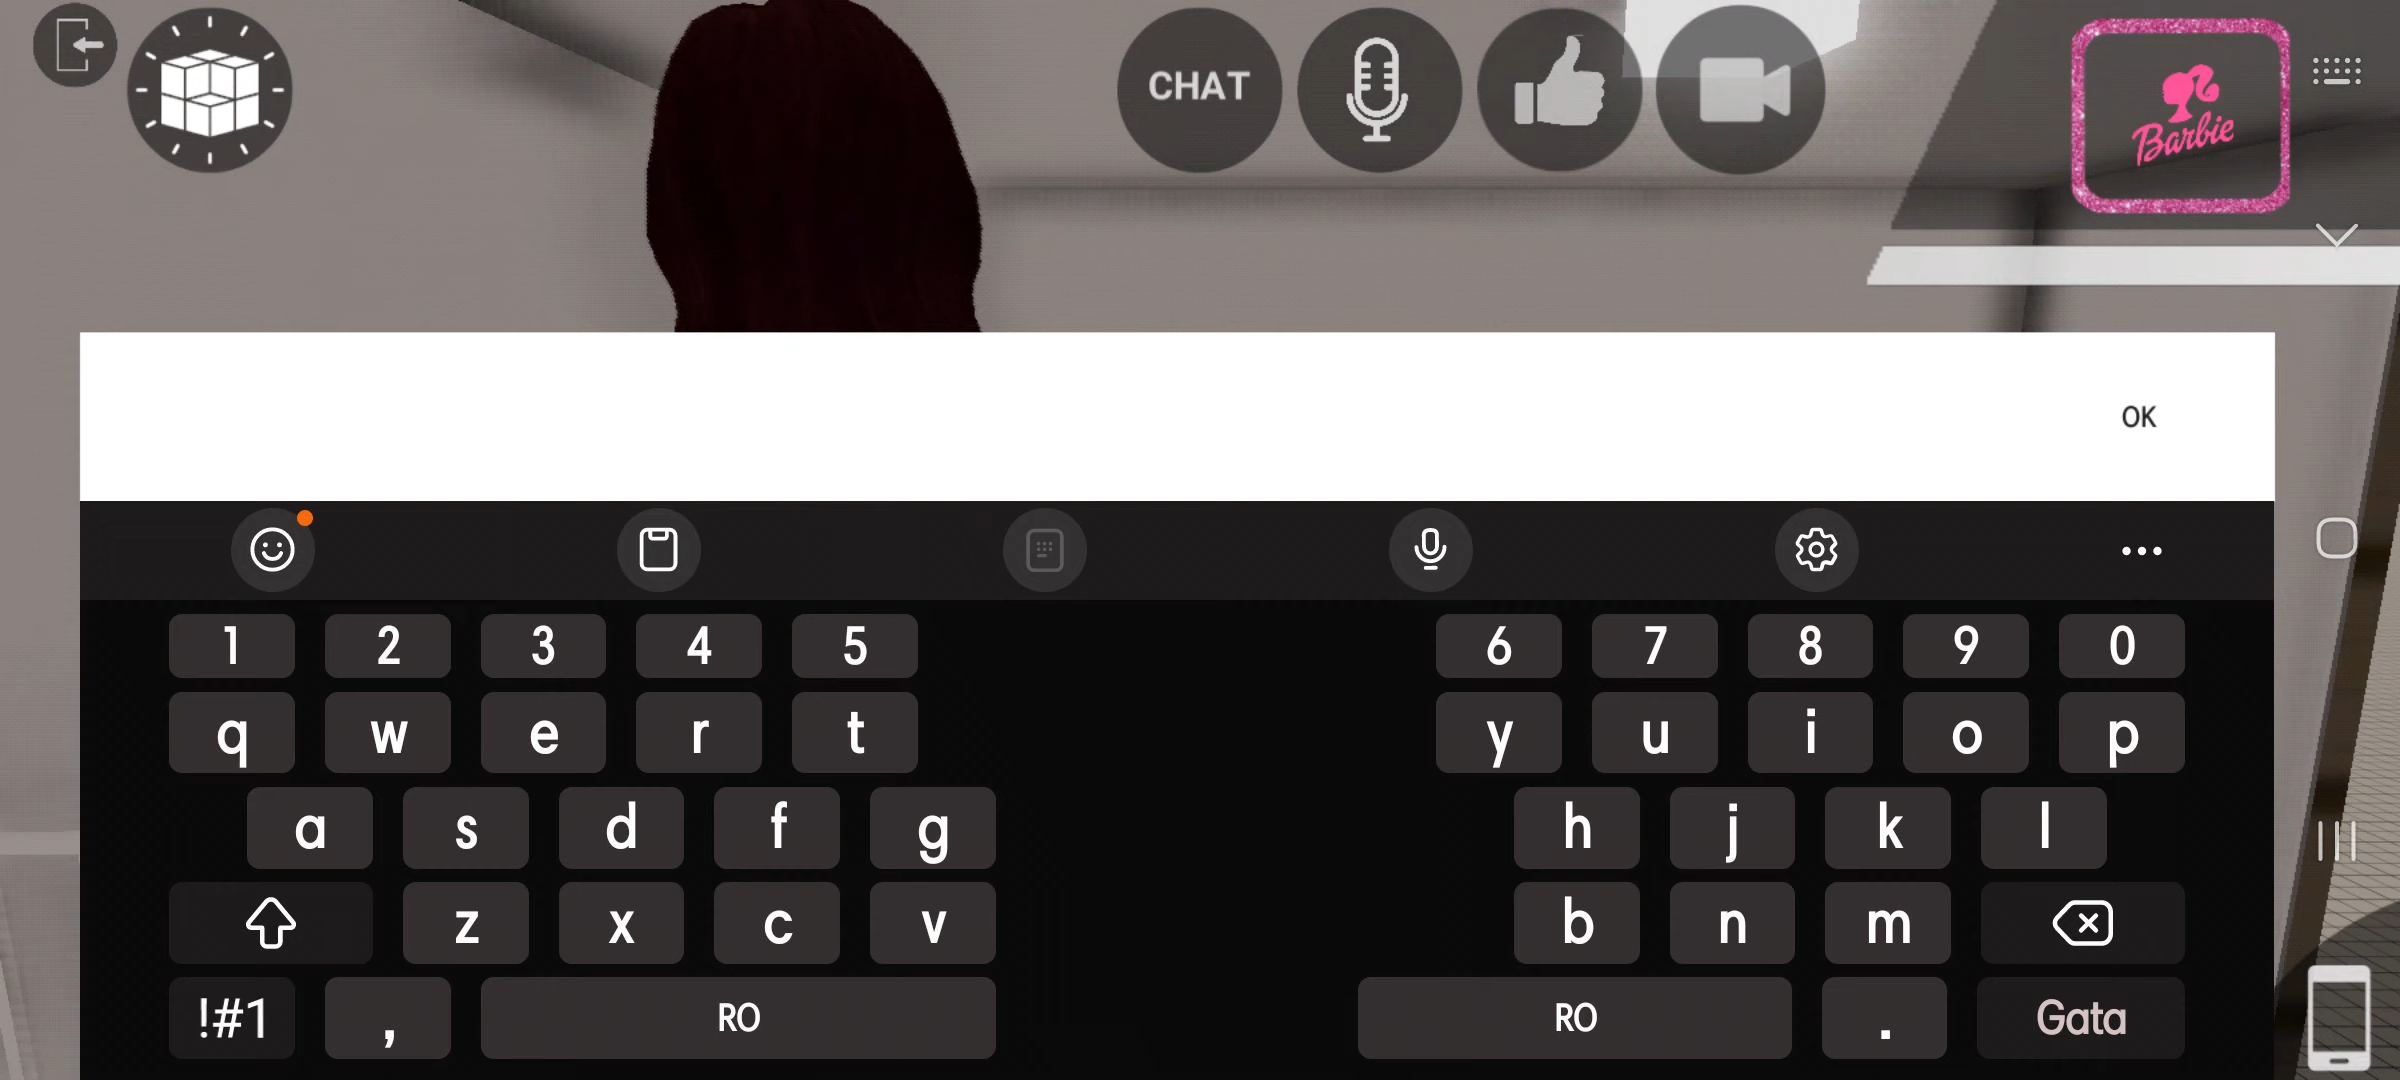 CHAT
Barbie
OK
1 2 3 4 5 6 7 8 9 0
q w e r t y u i o p
a s d f g h j k l
z x c v b n m
!#1 , RO RO . Gata